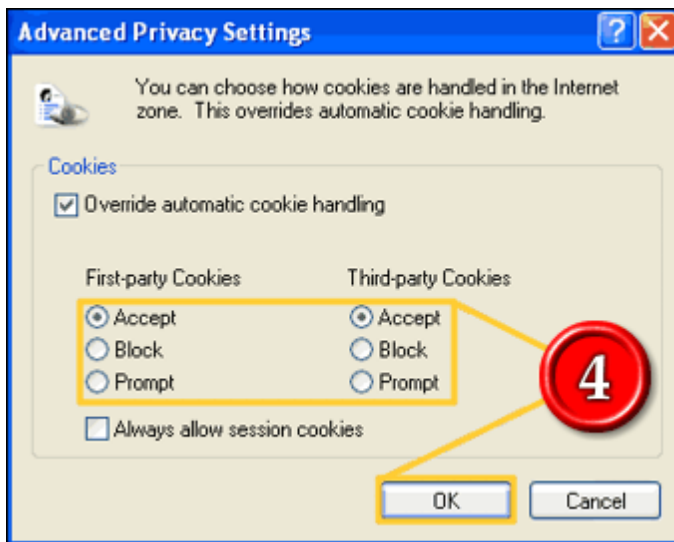 Advanced Privacy Settings
?
You can choose how cookies are handled in the Internet
zone. This overrides automatic cookie handling.
Cookies
Override automatic cookie handling
First-party Cookies Third-party Cookies
Accept Accept
Block Block
Prompt Prompt
4
Always allow session cookies
OK Cancel